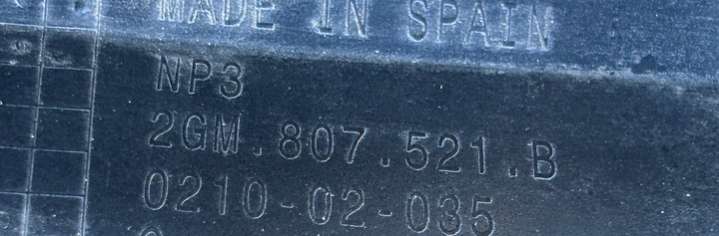 MADE IN SPAIN
NP3
2GM.807.521.B
0210-02-035